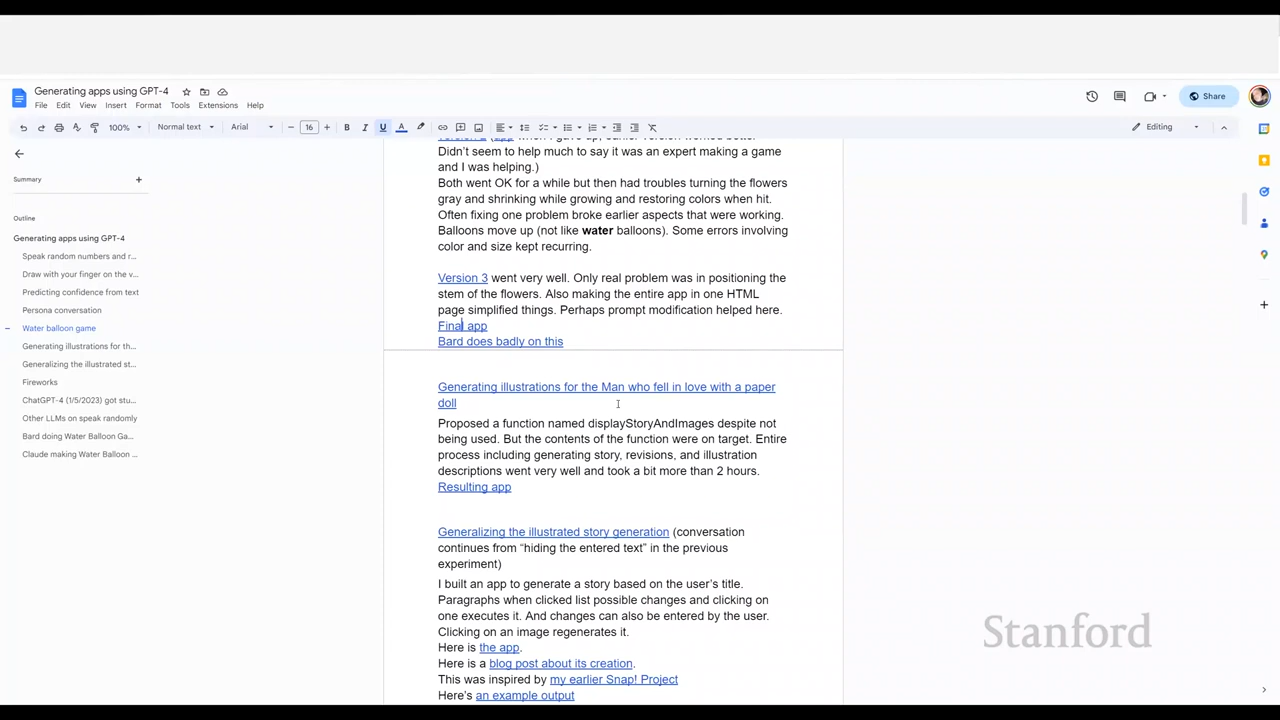 Generating apps using GPT-4
File Edit View Insert Format Tools Extensions Help
Share
100% Normal text Arial 16 B I U A Editing
Summary
Outline
Generating apps using GPT-4
Speak random numbers and r...
Draw with your finger on the v...
Predicting confidence from text
Persona conversation
Water balloon game
Generating illustrations for th...
Generalizing the illustrated st...
Fireworks
ChatGPT-4 (1/5/2023) got stu...
Other LLMs on speak randomly
Bard doing Water Balloon Ga...
Claude making Water Balloon ...
Didn't seem to help much to say it was an expert making a game
and I was helping.)
Both went OK for a while but then had troubles turning the flowers
gray and shrinking while growing and restoring colors when hit.
Often fixing one problem broke earlier aspects that were working.
Balloons move up (not like water balloons). Some errors involving
color and size kept recurring.
Version 3 went very well. Only real problem was in positioning the
stem of the flowers. Also making the entire app in one HTML
page simplified things. Perhaps prompt modification helped here.
Final app
Bard does badly on this
Generating illustrations for the Man who fell in love with a paper
doll
Proposed a function named displayStoryAndImages despite not
being used. But the contents of the function were on target. Entire
process including generating story, revisions, and illustration
descriptions went very well and took a bit more than 2 hours.
Resulting app
Generalizing the illustrated story generation (conversation
continues from “hiding the entered text” in the previous
experiment)
I built an app to generate a story based on the user's title.
Paragraphs when clicked list possible changes and clicking on
one executes it. And changes can also be entered by the user.
Clicking on an image regenerates it.
Here is the app.
Here is a blog post about its creation.
This was inspired by my earlier Snap! Project
Here's an example output
Stanford